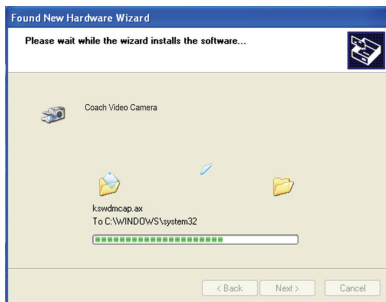 Found New Hardware Wizard
Please wait while the wizard installs the software...
Coach Video Camera
kswdmcap.ax
To C:\WINDOWS\system32
< Back Next > Cancel